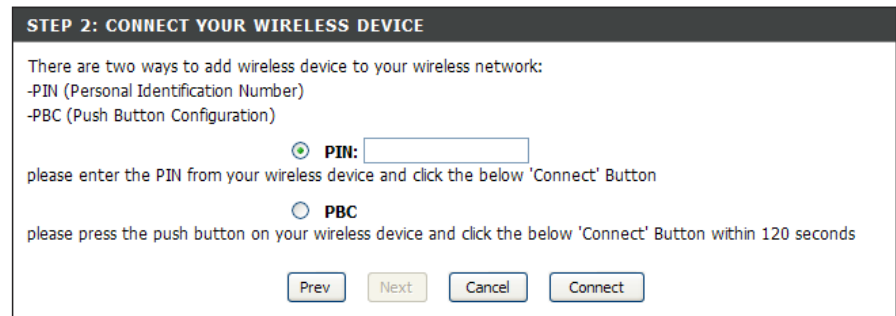 STEP 2: CONNECT YOUR WIRELESS DEVICE
There are two ways to add wireless device to your wireless network:
-PIN (Personal Identification Number)
-PBC (Push Button Configuration)
PIN:
please enter the PIN from your wireless device and click the below 'Connect' Button
PBC
please press the push button on your wireless device and click the below 'Connect' Button within 120 seconds
Prev Next Cancel Connect